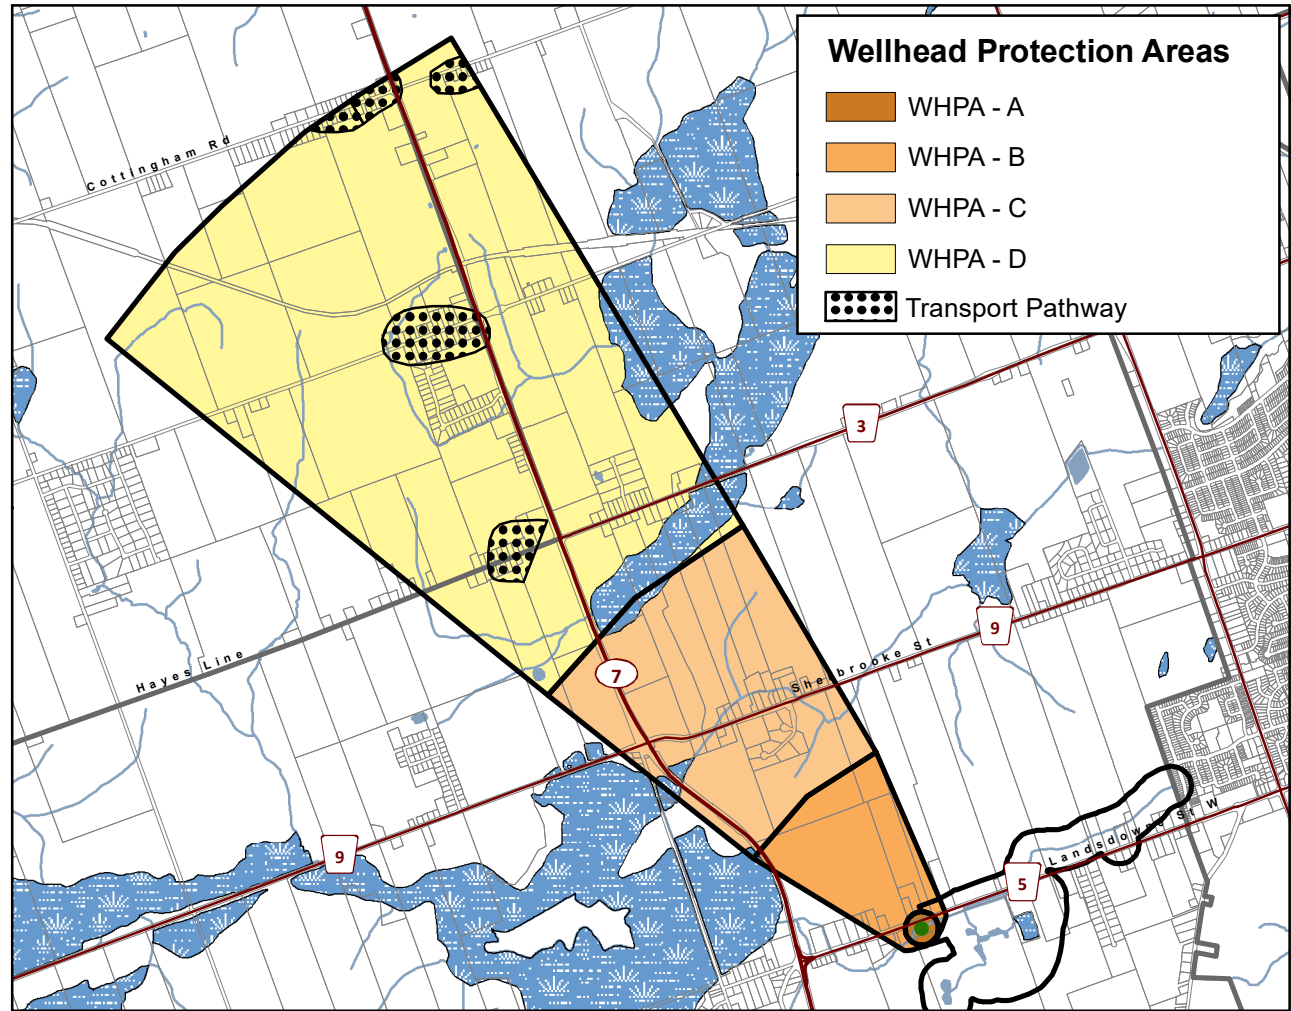 Wellhead Protection Areas
WHPA - A
WHPA - B
WHPA - C
WHPA - D
Transport Pathway
Cottingham Rd
3
9
Sherbrooke St
7
Hayes Line
9
Landsdowne St W
5